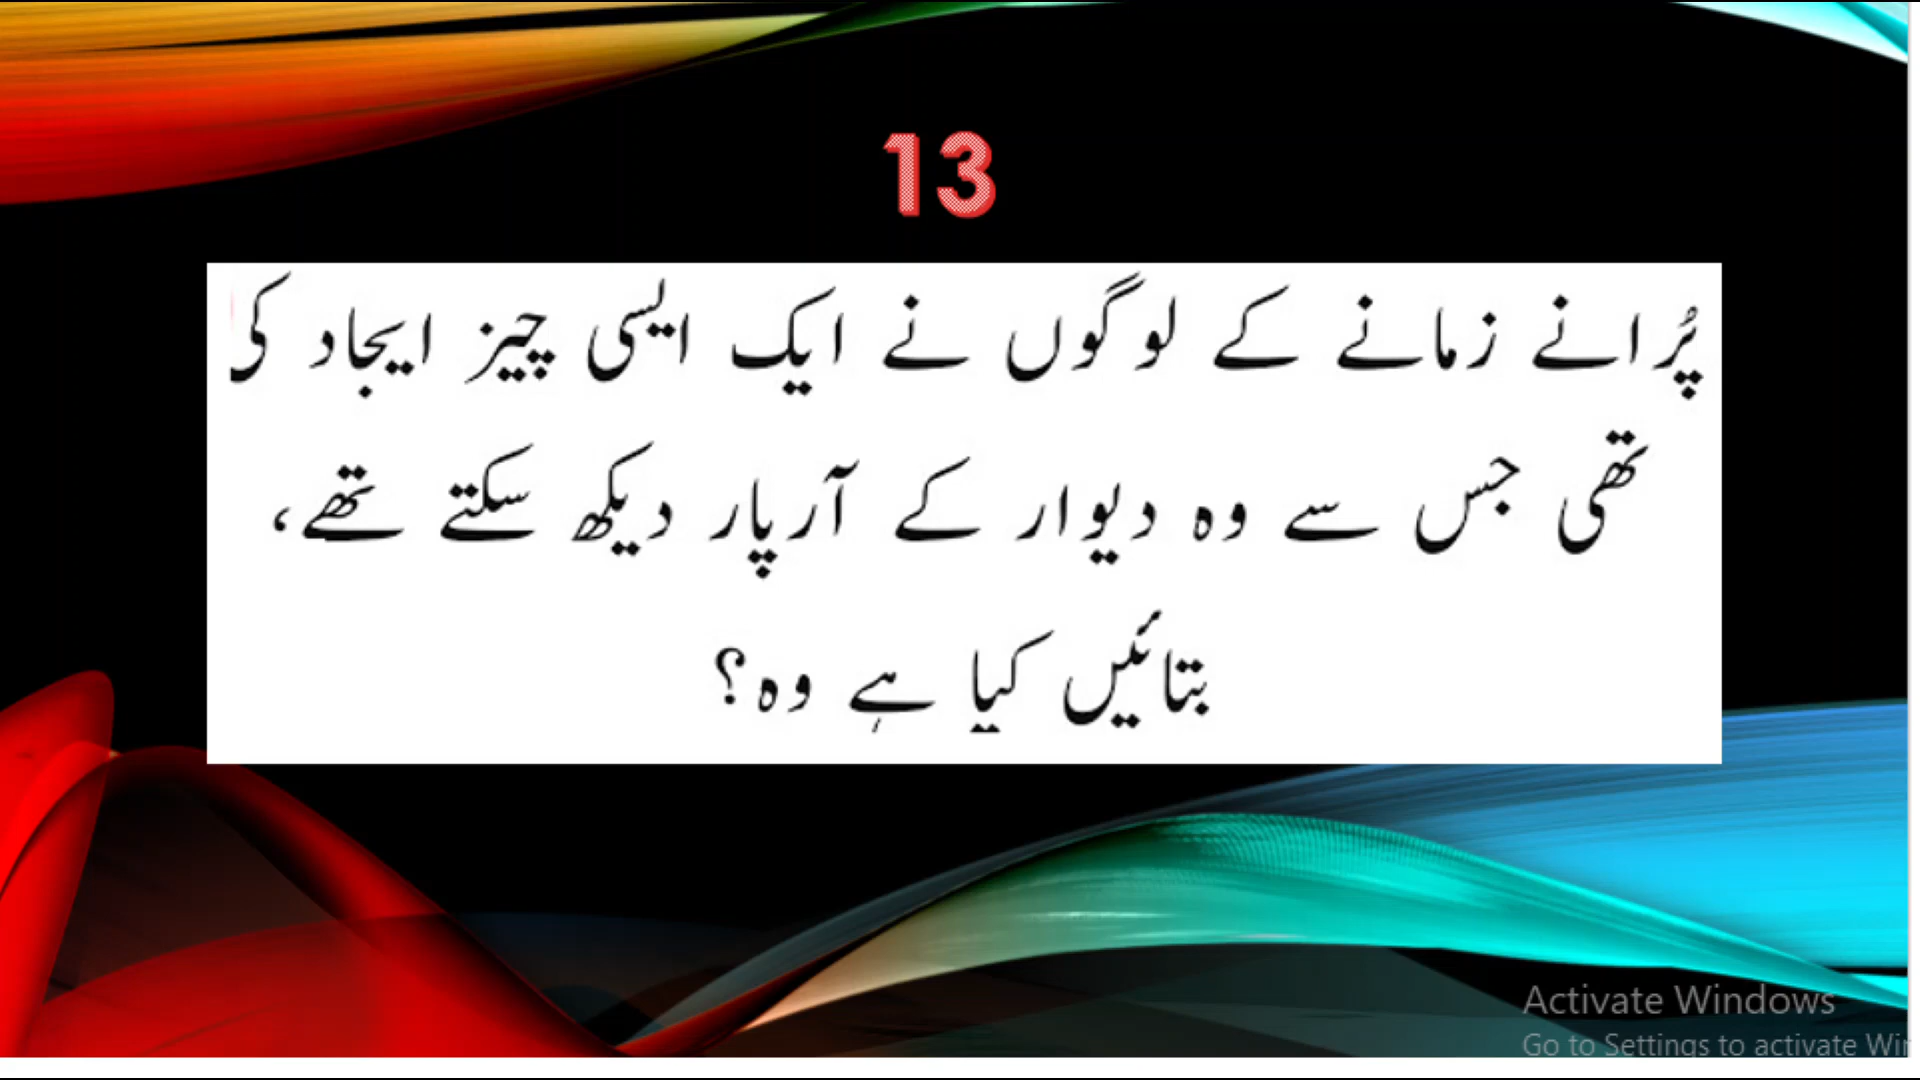 13
پُرانے زمانے کے لوگوں نے ایک ایسی چیز ایجاد کی
تھی جس سے وہ دیوار کے آرپار دیکھ سکتے تھے،
بتائیں کیا ہے وہ؟
Activate Windows
Go to Settings to activate Wi